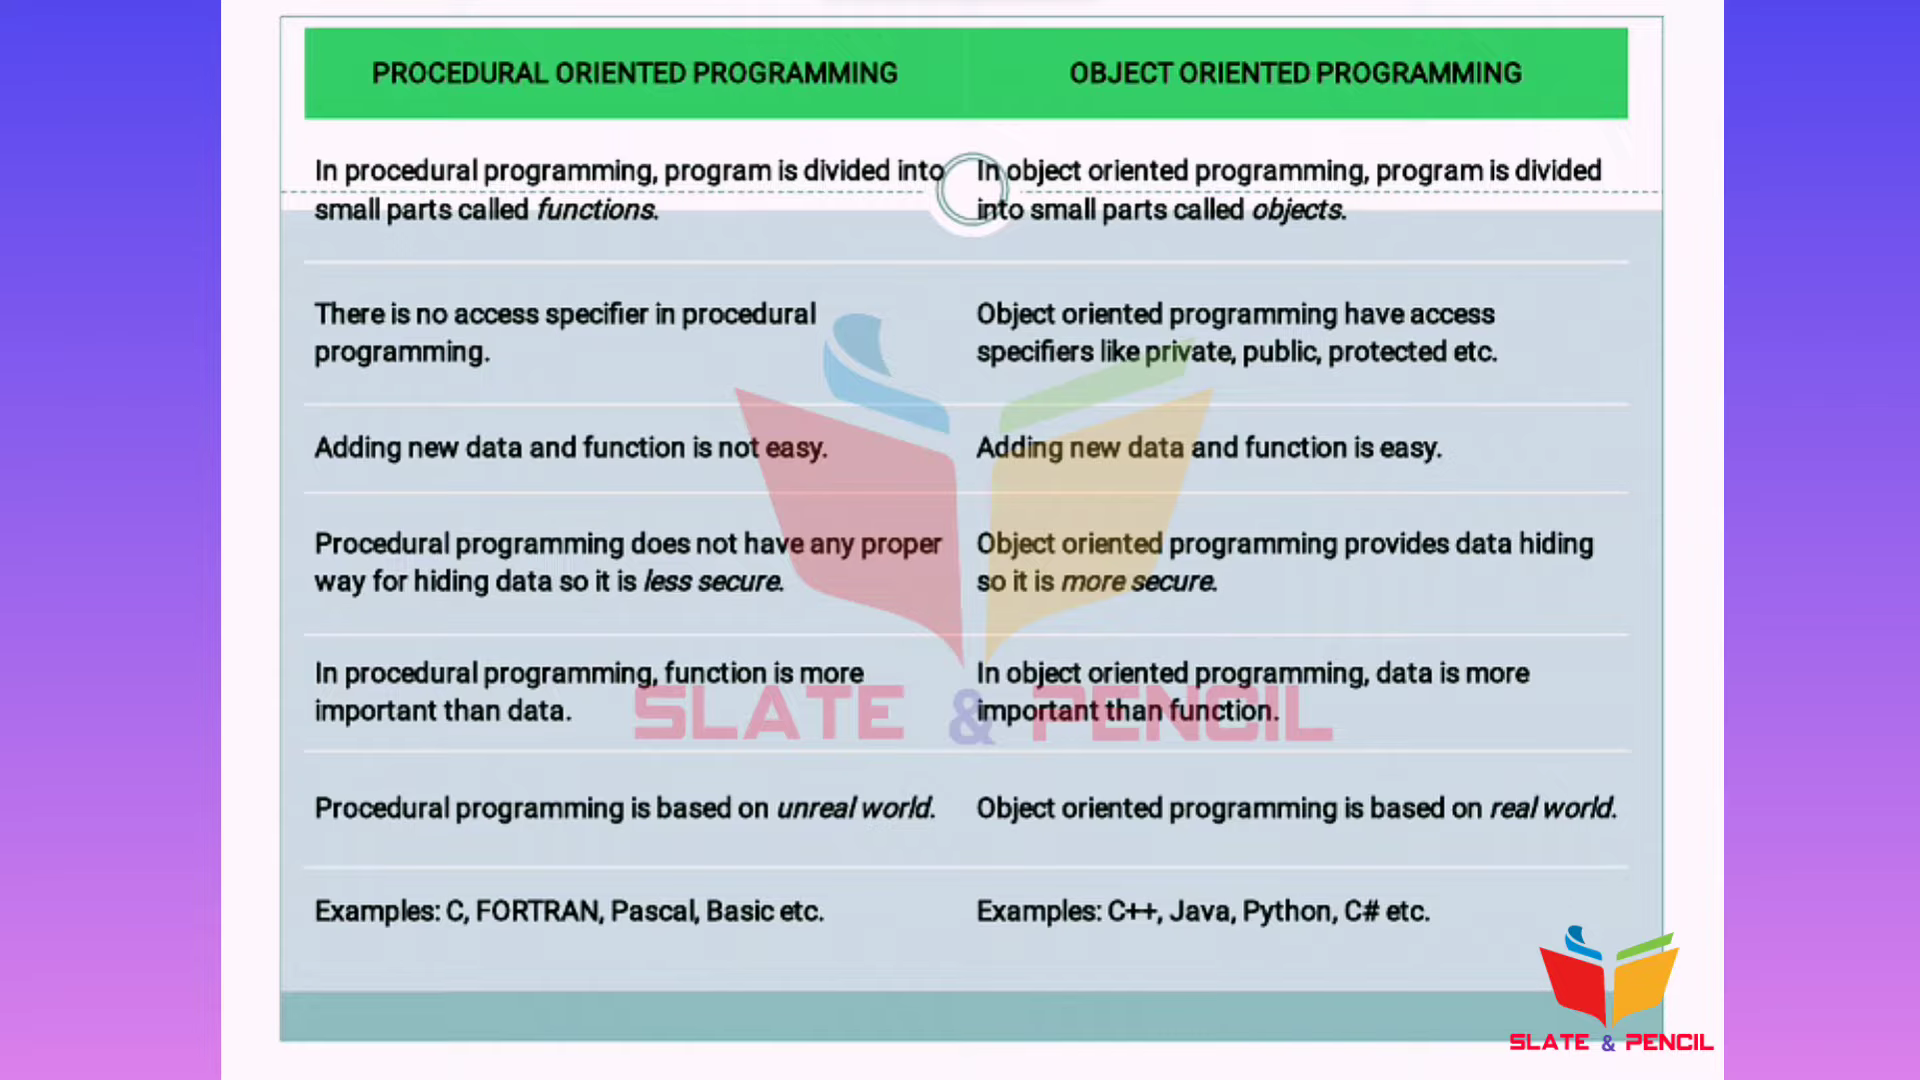 PROCEDURAL ORIENTED PROGRAMMING
OBJECT ORIENTED PROGRAMMING
In procedural programming, program is divided into
small parts called functions.
In object oriented programming, program is divided
into small parts called objects.
There is no access specifier in procedural
programming.
Object oriented programming have access
specifiers like private, public, protected etc.
Adding new data and function is not easy.
Adding new data and function is easy.
Procedural programming does not have any proper
way for hiding data so it is less secure.
Object oriented programming provides data hiding
so it is more secure.
In procedural programming, function is more
important than data.
In object oriented programming, data is more
important than function.
SLATE & PENCIL
Procedural programming is based on unreal world.
Object oriented programming is based on real world.
Examples: C, FORTRAN, Pascal, Basic etc.
Examples: C++, Java, Python, C# etc.
SLATE & PENCIL